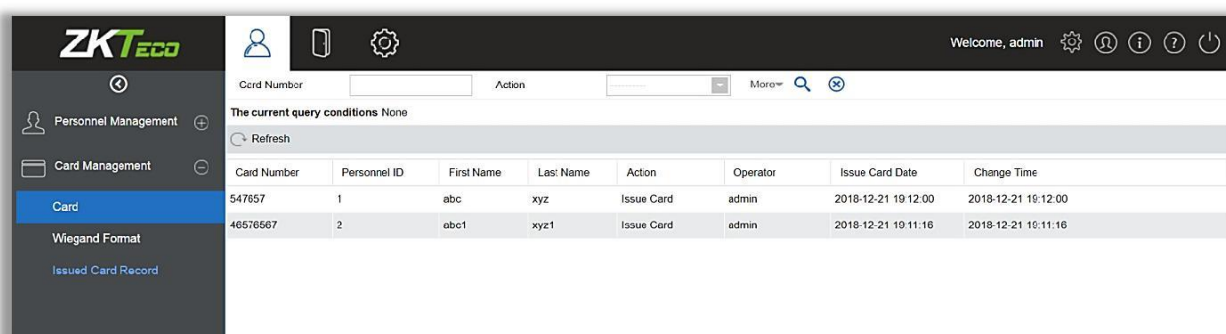 ZKTeco
Welcome, admin
Card Number Action More
The current query conditions None
Refresh
Personnel Management
Card Management
Card
Wiegand Format
Issued Card Record
Card Number Personnel ID First Name Last Name Action Operator Issue Card Date Change Time
547657 1 abc xyz Issue Card admin 2018-12-21 19:12:00 2018-12-21 19:12:00
46576567 2 abc1 xyz1 Issue Card admin 2018-12-21 19:11:16 2018-12-21 19:11:16